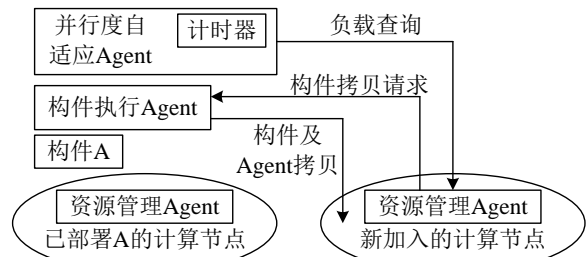 并行度自
适应Agent
计时器
负载查询
构件拷贝请求
构件执行Agent
构件及
Agent拷贝
构件A
资源管理Agent
已部署A的计算节点
资源管理Agent
新加入的计算节点